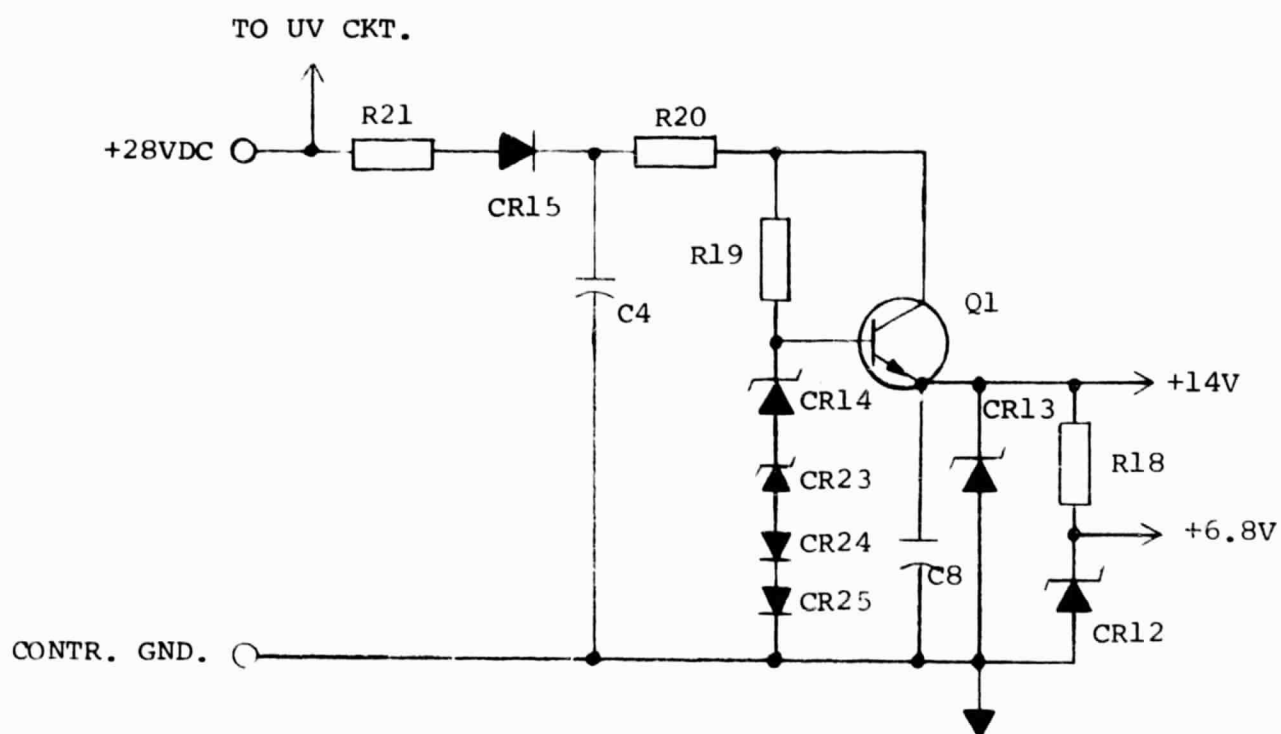 TO UV CKT.
R21
R20
+28VDC
CR15
R19
C4
Q1
CR14
CR13
+14V
R18
CR23
+6.8V
CR24
C8
CR25
CR12
CONTR. GND.